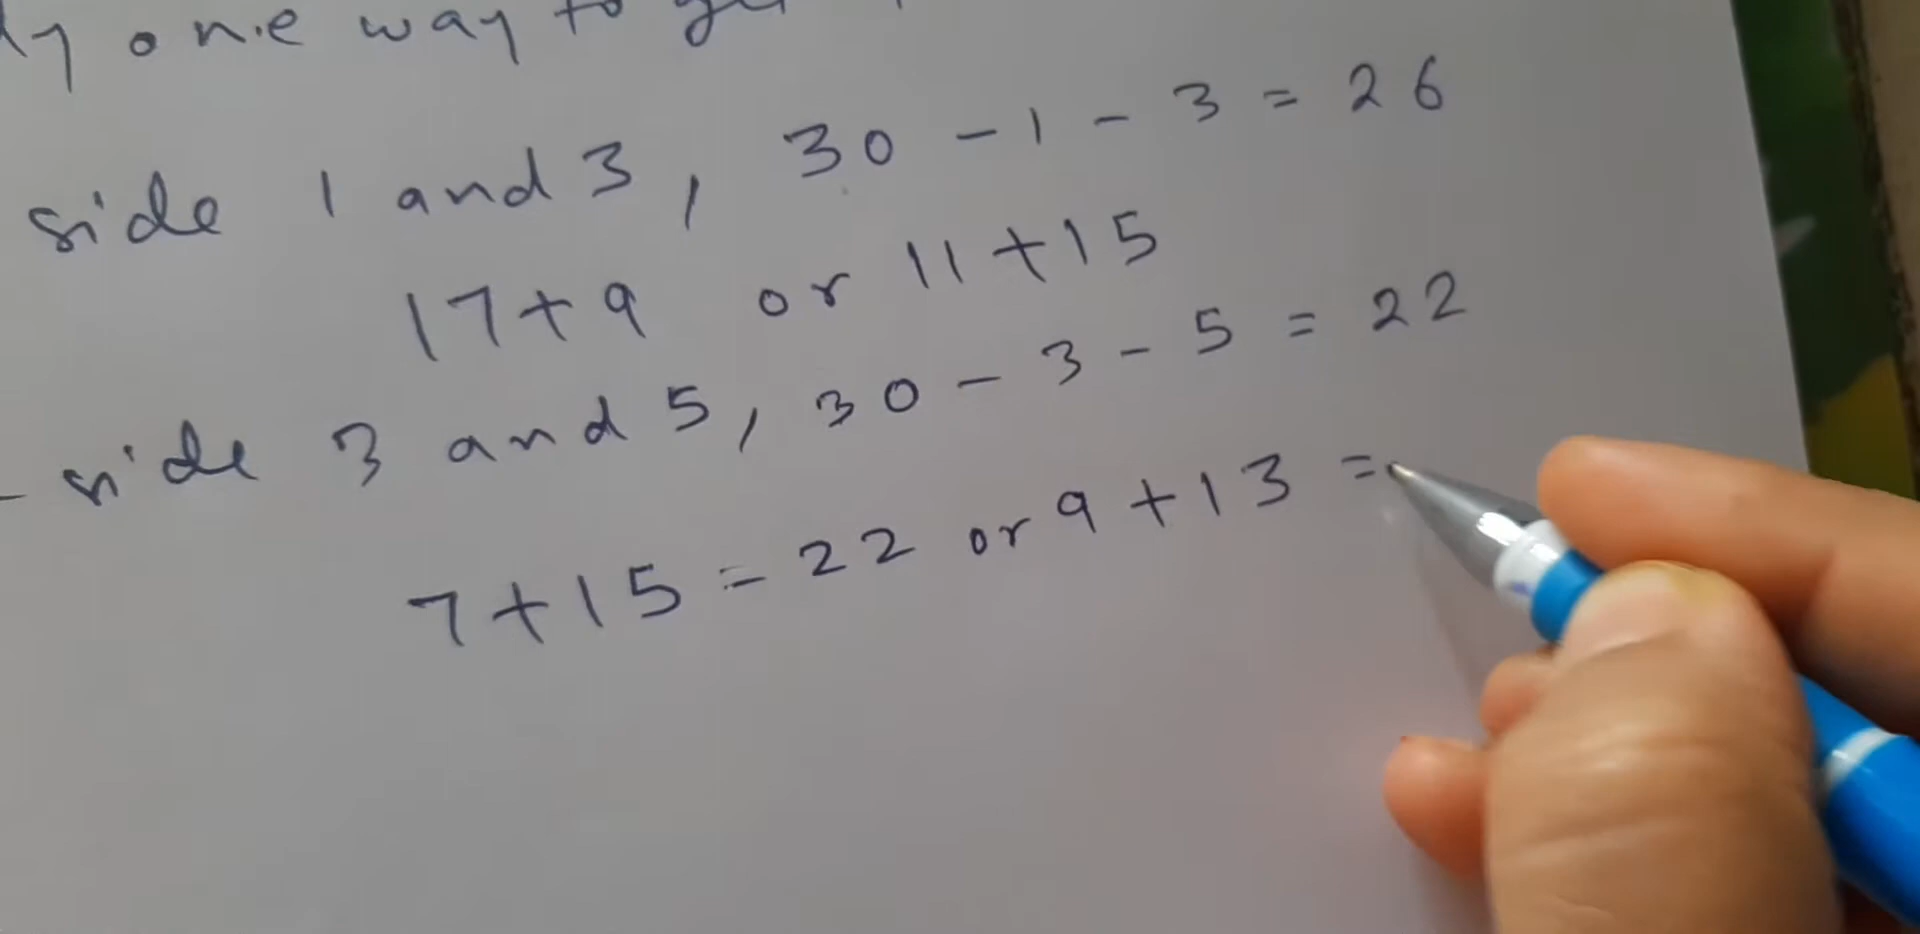 one way to
side 1 and 3, 30 - 1 - 3 = 26
17+9 or 11+15
side 3 and 5, 30 - 3 - 5 = 22
7+15 = 22 or 9+13 =